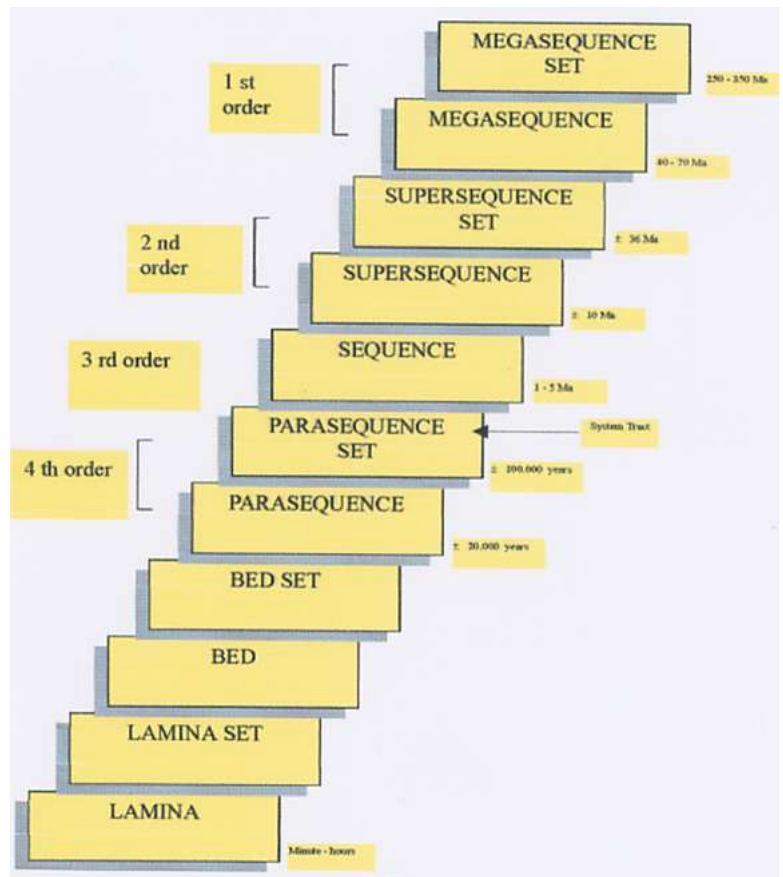 MEGASEQUENCE
SET
1 st
order
250 - 350 Ma
MEGASEQUENCE
40 - 70 Ma
SUPERSEQUENCE
SET
2 nd
order
± 36 Ma
SUPERSEQUENCE
± 10 Ma
SEQUENCE
3 rd order
1 - 5 Ma
PARASEQUENCE
SET
System Tract
4 th order
± 100.000 years
PARASEQUENCE
± 20.000 years
BED SET
BED
LAMINA SET
LAMINA
Minute - hours